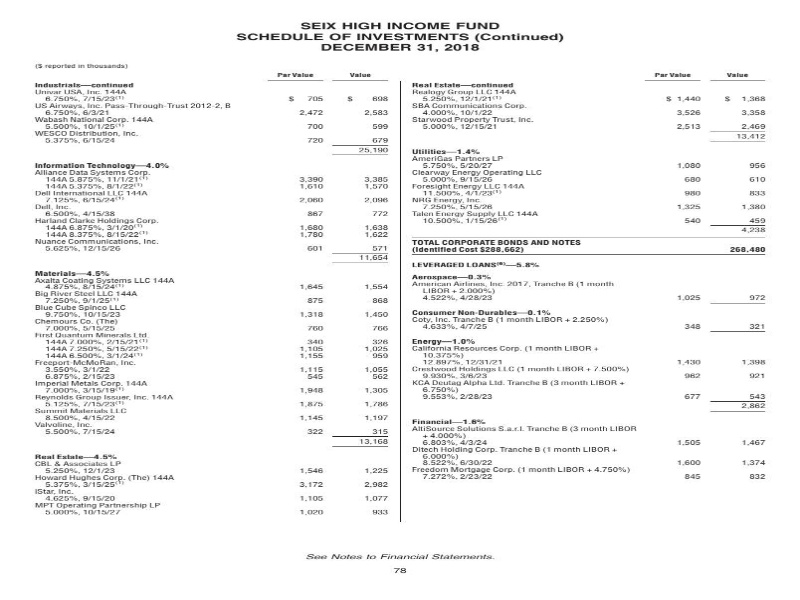 SEIX HIGH INCOME FUND
SCHEDULE OF INVESTMENTS (Continued)
DECEMBER 31, 2018
($ reported in thousands)
Par Value Value
Industrials—continued
Univar USA, Inc. 144A
6.750%, 7/15/23(1) $ 705 $ 698
US Airways, Inc. Pass-Through-Trust 2012-2, B
6.750%, 6/3/21 2,472 2,583
Wabash National Corp. 144A
5.500%, 10/1/25(1) 700 599
WESCO Distribution, Inc.
5.375%, 6/15/24 720 679
25,190
Information Technology—4.0%
Alliance Data Systems Corp.
144A 5.875%, 11/1/21(1) 3,390 3,385
144A 5.375%, 8/1/22(1) 1,610 1,570
Dell International LLC 144A
7.125%, 6/15/24(1) 2,060 2,096
Dell, Inc.
6.500%, 4/15/38 867 772
Harland Clarke Holdings Corp.
144A 6.875%, 3/1/20(1) 1,680 1,638
144A 8.375%, 8/15/22(1) 1,780 1,622
Nuance Communications, Inc.
5.625%, 12/15/26 601 571
11,654
Materials—4.5%
Axalta Coating Systems LLC 144A
4.875%, 8/15/24(1) 1,645 1,554
Big River Steel LLC 144A
7.250%, 9/1/25(1) 875 868
Blue Cube Spinco LLC
9.750%, 10/15/23 1,318 1,450
Chemours Co. (The)
7.000%, 5/15/25 760 766
First Quantum Minerals Ltd.
144A 7.000%, 2/15/21(1) 340 326
144A 7.250%, 5/15/22(1) 1,105 1,025
144A 6.500%, 3/1/24(1) 1,155 959
Freeport-McMoRan, Inc.
3.550%, 3/1/22 1,115 1,055
6.875%, 2/15/23 545 562
Imperial Metals Corp. 144A
7.000%, 3/15/19(1) 1,948 1,305
Reynolds Group Issuer, Inc. 144A
5.125%, 7/15/23(1) 1,875 1,786
Summit Materials LLC
8.500%, 4/15/22 1,145 1,197
Valvoline, Inc.
5.500%, 7/15/24 322 315
13,168
Real Estate—4.5%
CBL & Associates LP
5.250%, 12/1/23 1,546 1,225
Howard Hughes Corp. (The) 144A
5.375%, 3/15/25(1) 3,172 2,982
iStar, Inc.
4.625%, 9/15/20 1,105 1,077
MPT Operating Partnership LP
5.000%, 10/15/27 1,020 933
Par Value Value
Real Estate—continued
Realogy Group LLC 144A
5.250%, 12/1/21(1) $ 1,440 $ 1,368
SBA Communications Corp.
4.000%, 10/1/22 3,526 3,358
Starwood Property Trust, Inc.
5.000%, 12/15/21 2,513 2,469
13,412
Utilities—1.4%
AmeriGas Partners LP
5.750%, 5/20/27 1,080 956
Clearway Energy Operating LLC
5.000%, 9/15/26 680 610
Foresight Energy LLC 144A
11.500%, 4/1/23(1) 980 833
NRG Energy, Inc.
7.250%, 5/15/26 1,325 1,380
Talen Energy Supply LLC 144A
10.500%, 1/15/26(1) 540 459
4,238
TOTAL CORPORATE BONDS AND NOTES
(Identified Cost $288,662) 268,480
LEVERAGED LOANS(6)—5.8%
Aerospace—0.3%
American Airlines, Inc. 2017, Tranche B (1 month
LIBOR + 2.000%)
4.522%, 4/28/23 1,025 972
Consumer Non-Durables—0.1%
Coty, Inc. Tranche B (1 month LIBOR + 2.250%)
4.633%, 4/7/25 348 321
Energy—1.0%
California Resources Corp. (1 month LIBOR +
10.375%)
12.897%, 12/31/21 1,430 1,398
Crestwood Holdings LLC (1 month LIBOR + 7.500%)
9.930%, 3/6/23 962 921
KCA Deutag Alpha Ltd. Tranche B (3 month LIBOR +
6.750%)
9.553%, 2/28/23 677 543
2,862
Financial—1.6%
AltiSource Solutions S.a.r.l. Tranche B (3 month LIBOR
+ 4.000%)
6.803%, 4/3/24 1,505 1,467
Ditech Holding Corp. Tranche B (1 month LIBOR +
6.000%)
8.522%, 6/30/22 1,600 1,374
Freedom Mortgage Corp. (1 month LIBOR + 4.750%)
7.272%, 2/23/22 845 832
See Notes to Financial Statements.
78